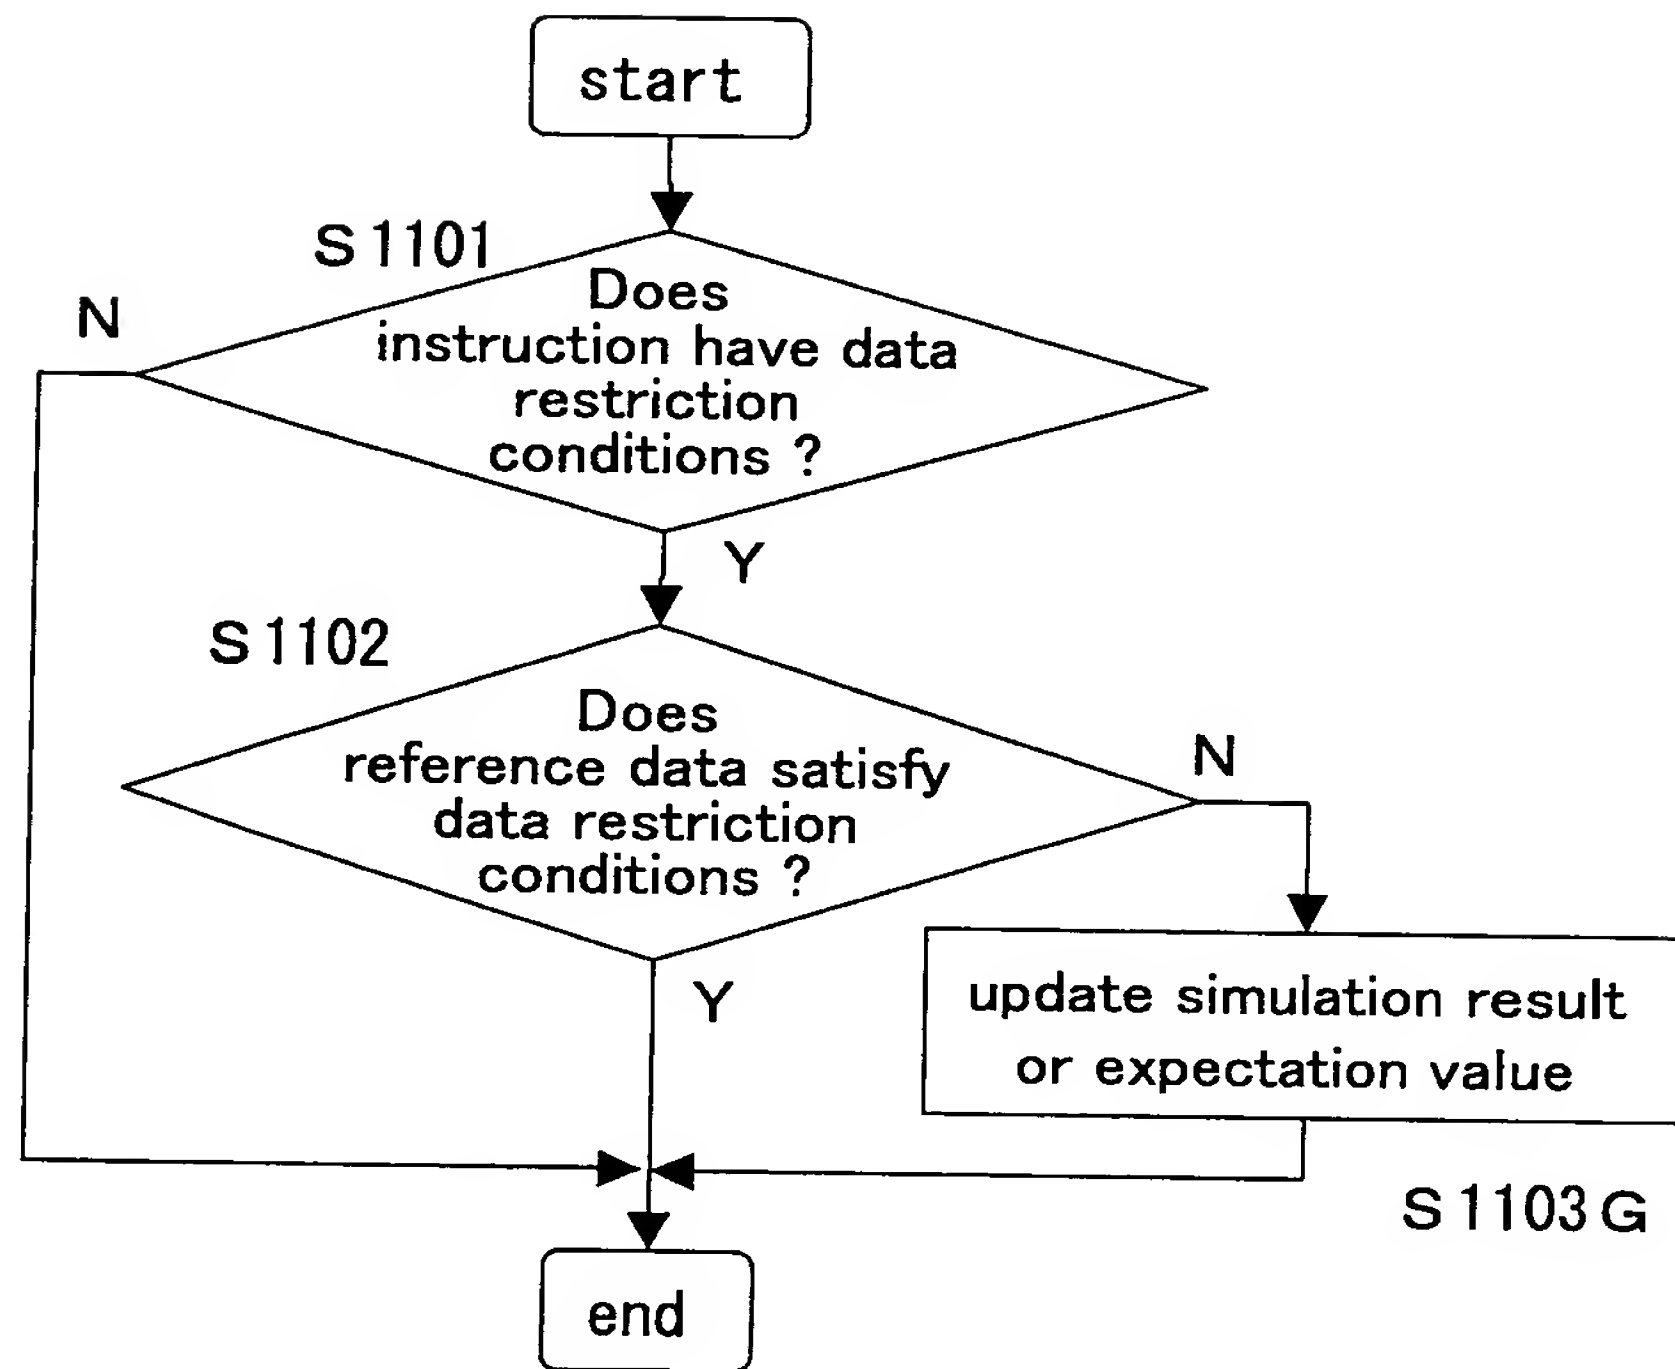 start
S1101
N
Does
instruction have data
restriction
conditions ?
Y
S1102
Does
reference data satisfy
data restriction
conditions ?
N
Y
update simulation result
or expectation value
S1103G
end